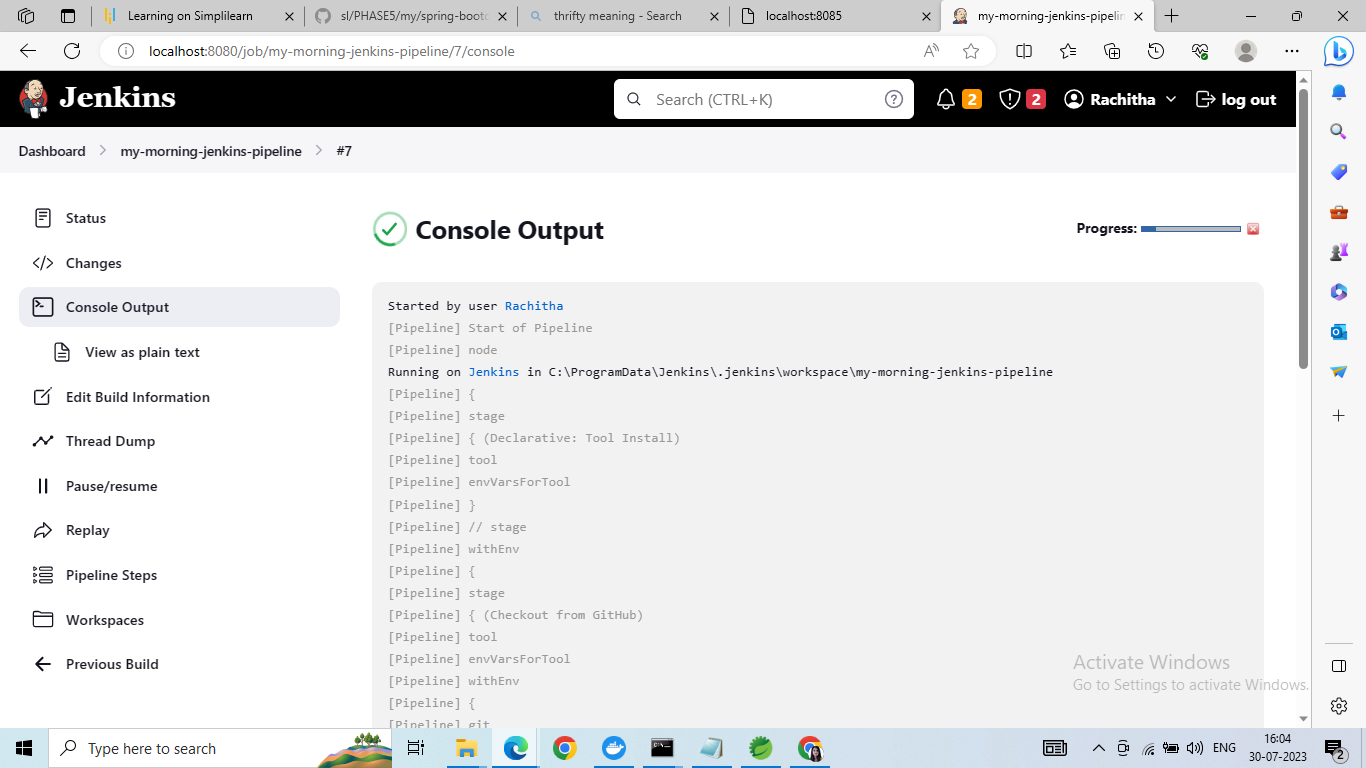 Learning on Simplilearn
sl/PHASE5/my/spring-bootc
thrifty meaning - Search
localhost:8085
my-morning-jenkins-pipelin
localhost:8080/job/my-morning-jenkins-pipeline/7/console
Jenkins
Search (CTRL+K)
2
2
Rachitha
log out
Dashboard
my-morning-jenkins-pipeline
#7
Status
Changes
Console Output
View as plain text
Edit Build Information
Thread Dump
Pause/resume
Replay
Pipeline Steps
Workspaces
Previous Build
Console Output
Progress:
Started by user Rachitha
[Pipeline] Start of Pipeline
[Pipeline] node
Running on Jenkins in C:\ProgramData\Jenkins\.jenkins\workspace\my-morning-jenkins-pipeline
[Pipeline] {
[Pipeline] stage
[Pipeline] { (Declarative: Tool Install)
[Pipeline] tool
[Pipeline] envVarsForTool
[Pipeline] }
[Pipeline] // stage
[Pipeline] withEnv
[Pipeline] {
[Pipeline] stage
[Pipeline] { (Checkout from GitHub)
[Pipeline] tool
[Pipeline] envVarsForTool
[Pipeline] withEnv
[Pipeline] {
[Pipeline] git
Activate Windows
Go to Settings to activate Windows.
Type here to search
ENG
16:04
30-07-2023
2